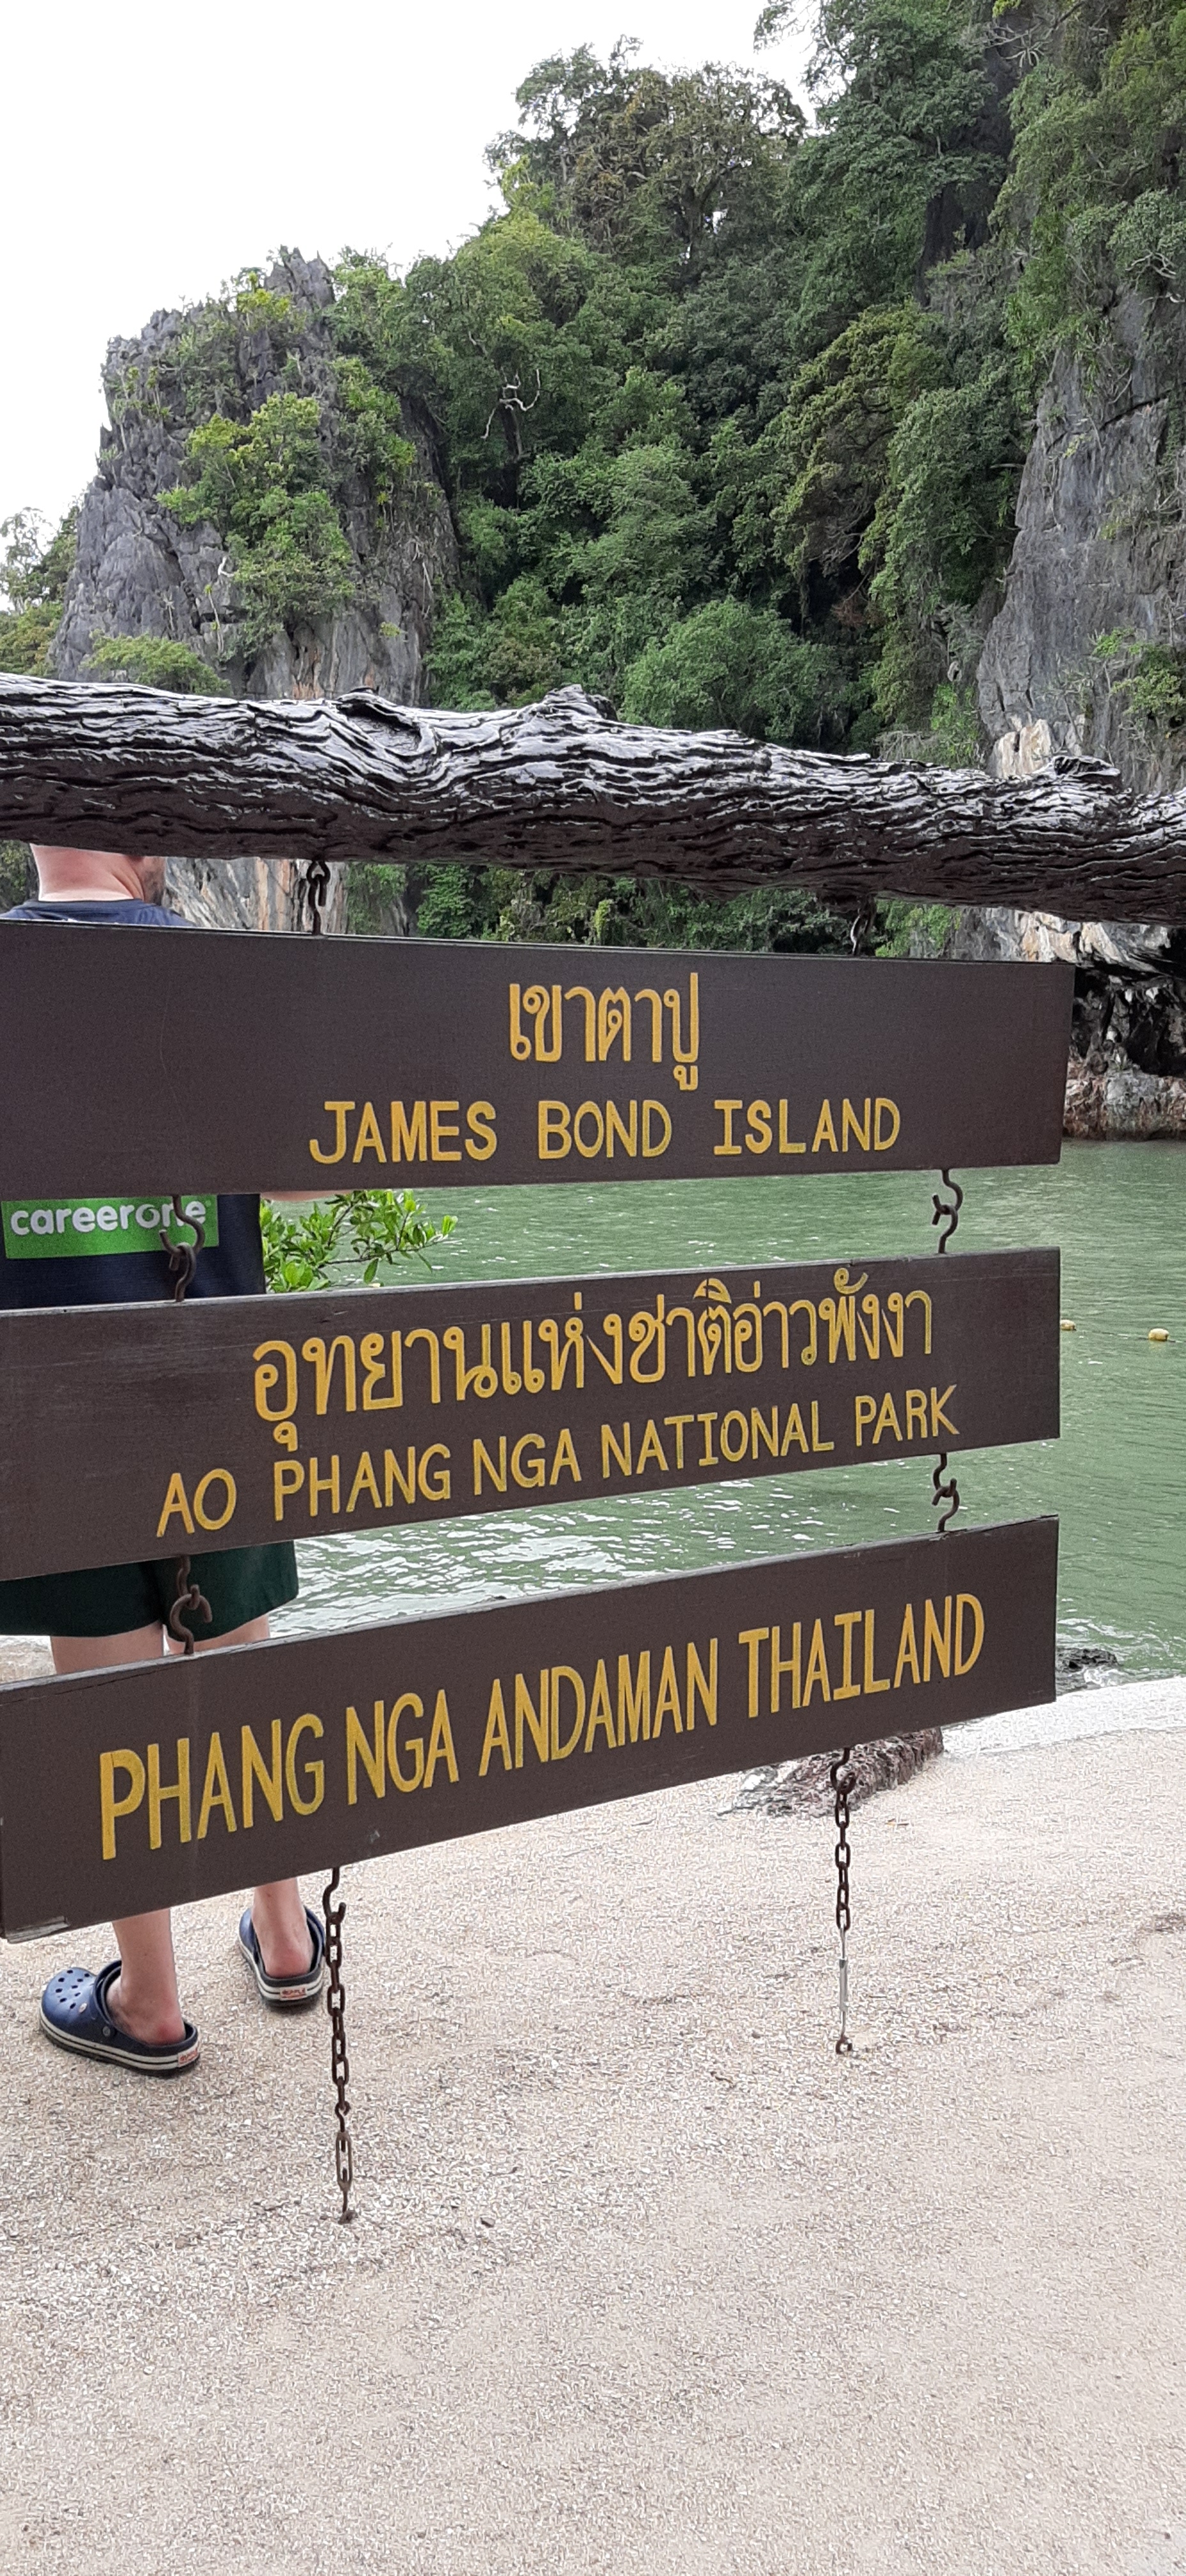 เขาตาปู
JAMES BOND ISLAND
careerone
อุทยานแห่งชาติอ่าวพังงา
AO PHANG NGA NATIONAL PARK
PHANG NGA ANDAMAN THAILAND